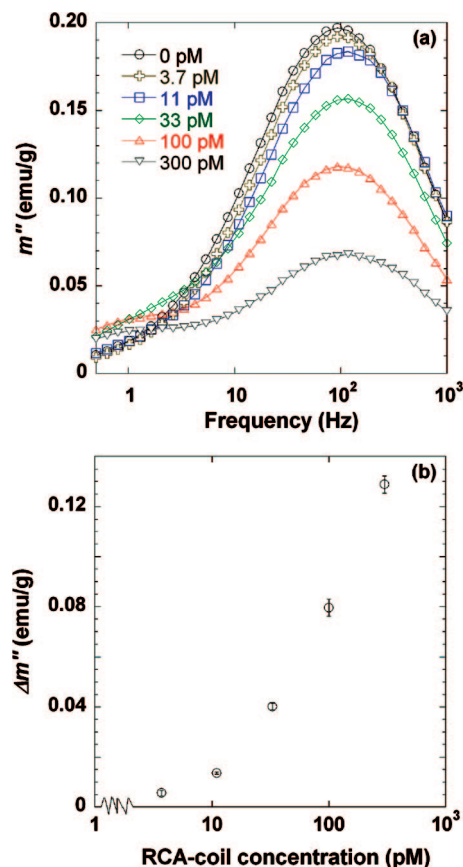 (a)
0.20
0.15
0.10
0.05
0
m" (emu/g)
0 pM
3.7 pM
11 pM
33 pM
100 pM
300 pM
1
10
10²
10³
Frequency (Hz)
(b)
0.12
0.08
0.04
0
Δm" (emu/g)
1
10
100
10³
RCA-coil concentration (pM)